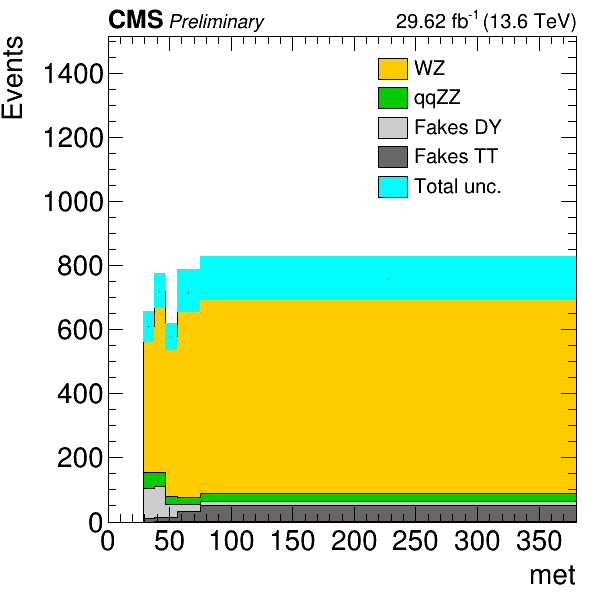 CMS Preliminary 29.62 fb⁻¹ (13.6 TeV)
Events
1400
1200
1000
800
600
400
200
0
WZ
qqZZ
Fakes DY
Fakes TT
Total unc.
0 50 100 150 200 250 300 350
met